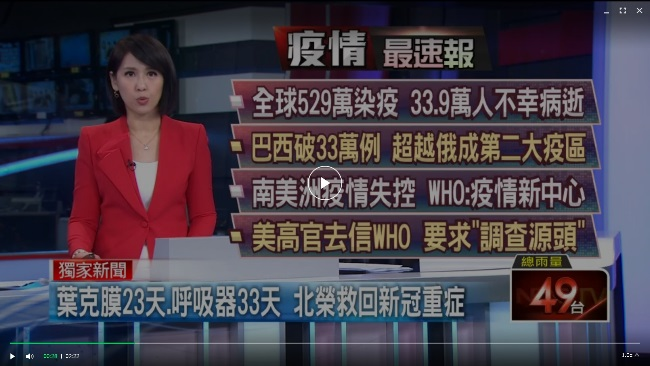 疫情 最速報
全球529萬染疫 33.9萬人不幸病逝
巴西破33萬例 超越俄成第二大疫區
南美洲疫情失控 WHO:疫情新中心
美高官去信WHO 要求"調查源頭"
獨家新聞
總雨量
葉克膜23天.呼吸器33天 北榮救回新冠重症
49台
00:28 | 02:22